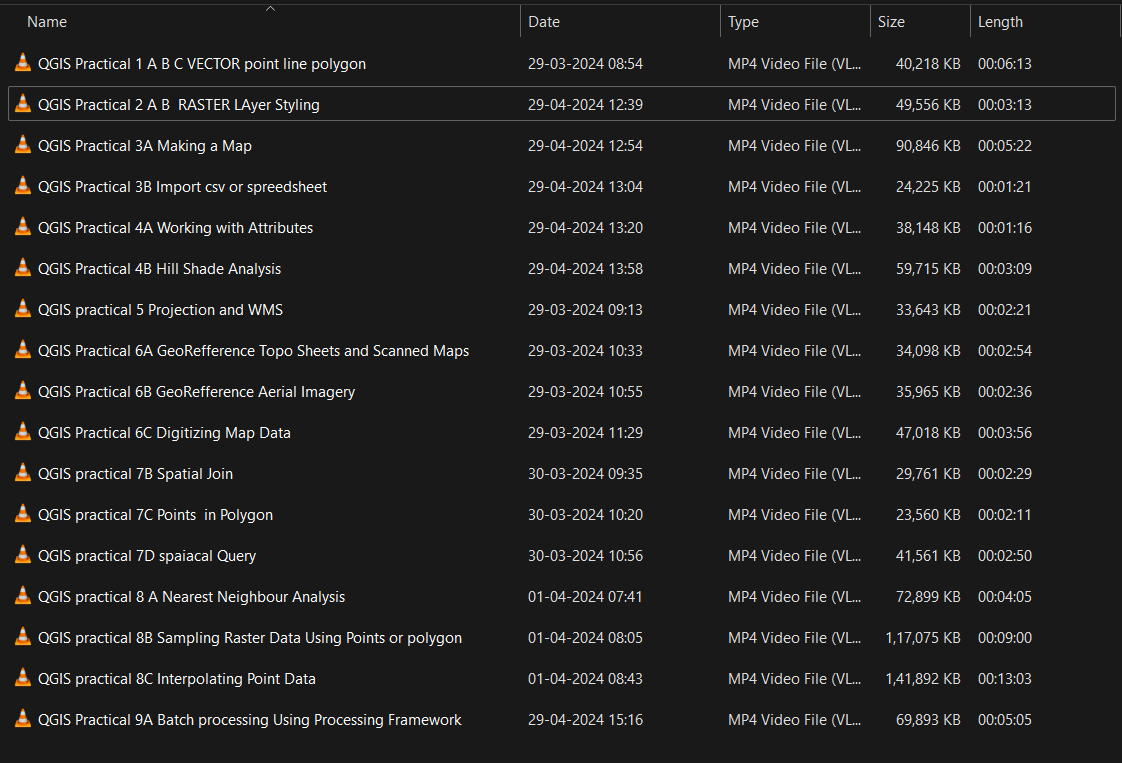 Name Date Type Size Length
QGIS Practical 1 A B C VECTOR point line polygon 29-03-2024 08:54 MP4 Video File (VL... 40,218 KB 00:06:13
QGIS Practical 2 A B  RASTER LAyer Styling 29-04-2024 12:39 MP4 Video File (VL... 49,556 KB 00:03:13
QGIS Practical 3A Making a Map 29-04-2024 12:54 MP4 Video File (VL... 90,846 KB 00:05:22
QGIS Practical 3B Import csv or spreedsheet 29-04-2024 13:04 MP4 Video File (VL... 24,225 KB 00:01:21
QGIS Practical 4A Working with Attributes 29-04-2024 13:20 MP4 Video File (VL... 38,148 KB 00:01:16
QGIS Practical 4B Hill Shade Analysis 29-04-2024 13:58 MP4 Video File (VL... 59,715 KB 00:03:09
QGIS practical 5 Projection and WMS 29-03-2024 09:13 MP4 Video File (VL... 33,643 KB 00:02:21
QGIS Practical 6A GeoRefference Topo Sheets and Scanned Maps 29-03-2024 10:33 MP4 Video File (VL... 34,098 KB 00:02:54
QGIS Practical 6B GeoRefference Aerial Imagery 29-03-2024 10:55 MP4 Video File (VL... 35,965 KB 00:02:36
QGIS Practical 6C Digitizing Map Data 29-03-2024 11:29 MP4 Video File (VL... 47,018 KB 00:03:56
QGIS practical 7B Spatial Join 30-03-2024 09:35 MP4 Video File (VL... 29,761 KB 00:02:29
QGIS practical 7C Points  in Polygon 30-03-2024 10:20 MP4 Video File (VL... 23,560 KB 00:02:11
QGIS practical 7D spaiacal Query 30-03-2024 10:56 MP4 Video File (VL... 41,561 KB 00:02:50
QGIS practical 8 A Nearest Neighbour Analysis 01-04-2024 07:41 MP4 Video File (VL... 72,899 KB 00:04:05
QGIS practical 8B Sampling Raster Data Using Points or polygon 01-04-2024 08:05 MP4 Video File (VL... 1,17,075 KB 00:09:00
QGIS practical 8C Interpolating Point Data 01-04-2024 08:43 MP4 Video File (VL... 1,41,892 KB 00:13:03
QGIS Practical 9A Batch processing Using Processing Framework 29-04-2024 15:16 MP4 Video File (VL... 69,893 KB 00:05:05